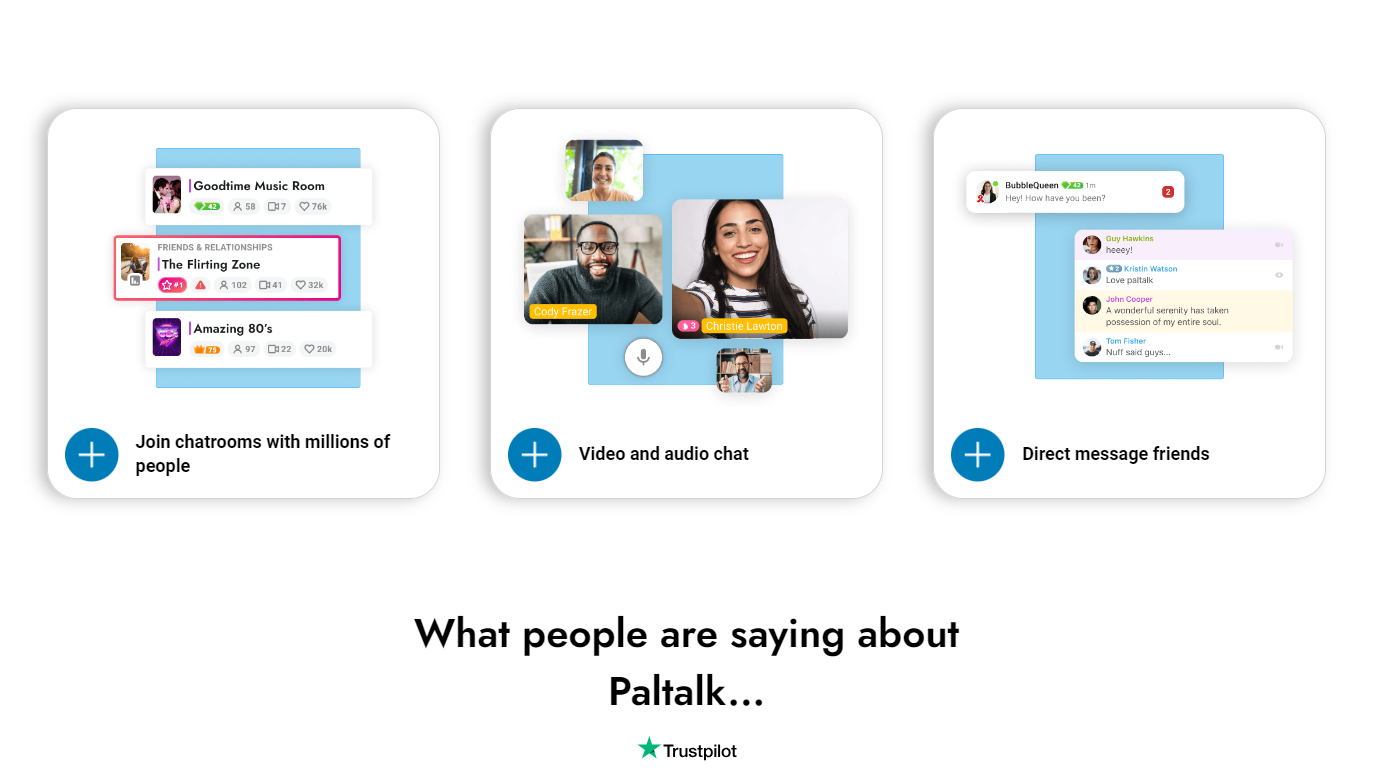 Goodtime Music Room
42 58 7 76k
FRIENDS & RELATIONSHIPS
The Flirting Zone
#1 102 41 32k
Amazing 80's
75 97 22 20k
Join chatrooms with millions of
people
Cody Frazer
3 Christie Lawton
Video and audio chat
BubbleQueen 42 1m
Hey! How have you been?
2
Guy Hawkins
heeey!
2 Kristin Watson
Love paltalk
John Cooper
A wonderful serenity has taken
possession of my entire soul.
Tom Fisher
Nuff said guys...
Direct message friends
What people are saying about
Paltalk...
Trustpilot